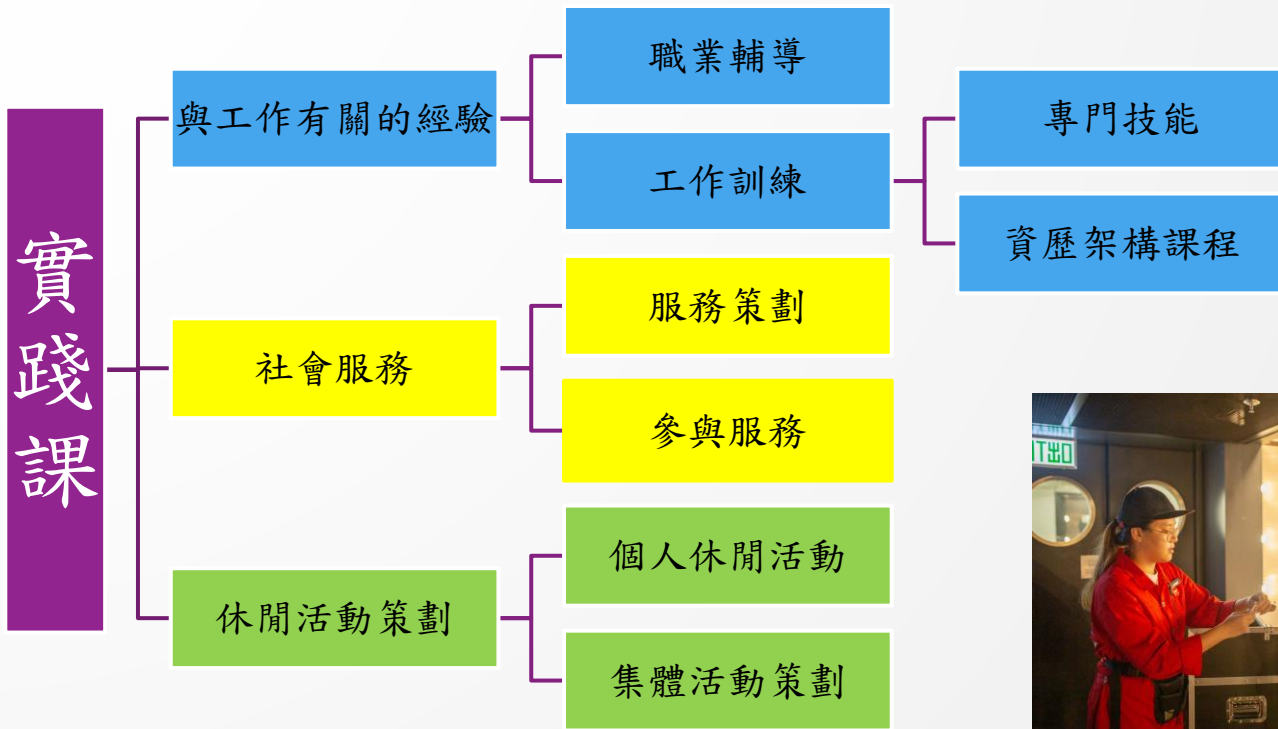 實踐課
與工作有關的經驗
職業輔導
工作訓練
專門技能
資歷架構課程
社會服務
服務策劃
參與服務
休閒活動策劃
個人休閒活動
集體活動策劃
IT出口